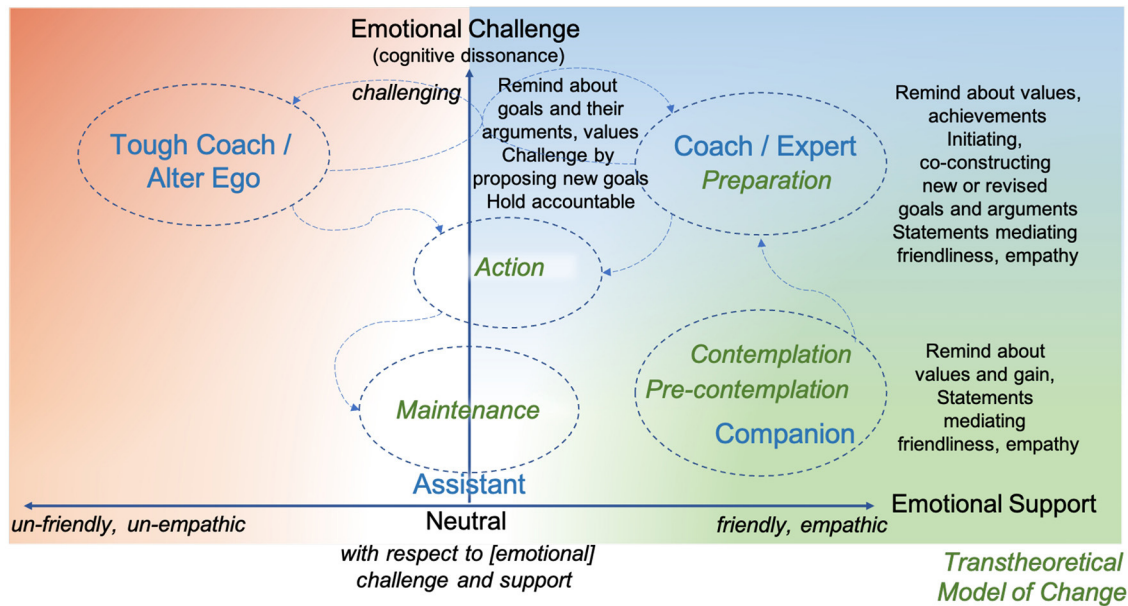 Emotional Challenge
(cognitive dissonance)
challenging
Remind about
goals and their
arguments, values
Challenge by
proposing new goals
Hold accountable
Tough Coach /
Alter Ego
Coach / Expert
Preparation
Remind about values,
achievements
Initiating,
co-constructing
new or revised
goals and arguments
Statements mediating
friendliness, empathy
Action
Contemplation
Pre-contemplation
Companion
Remind about
values and gain,
Statements
mediating
friendliness, empathy
Maintenance
Assistant
Emotional Support
un-friendly, un-empathic
Neutral
friendly, empathic
with respect to [emotional]
challenge and support
Transtheoretical
Model of Change